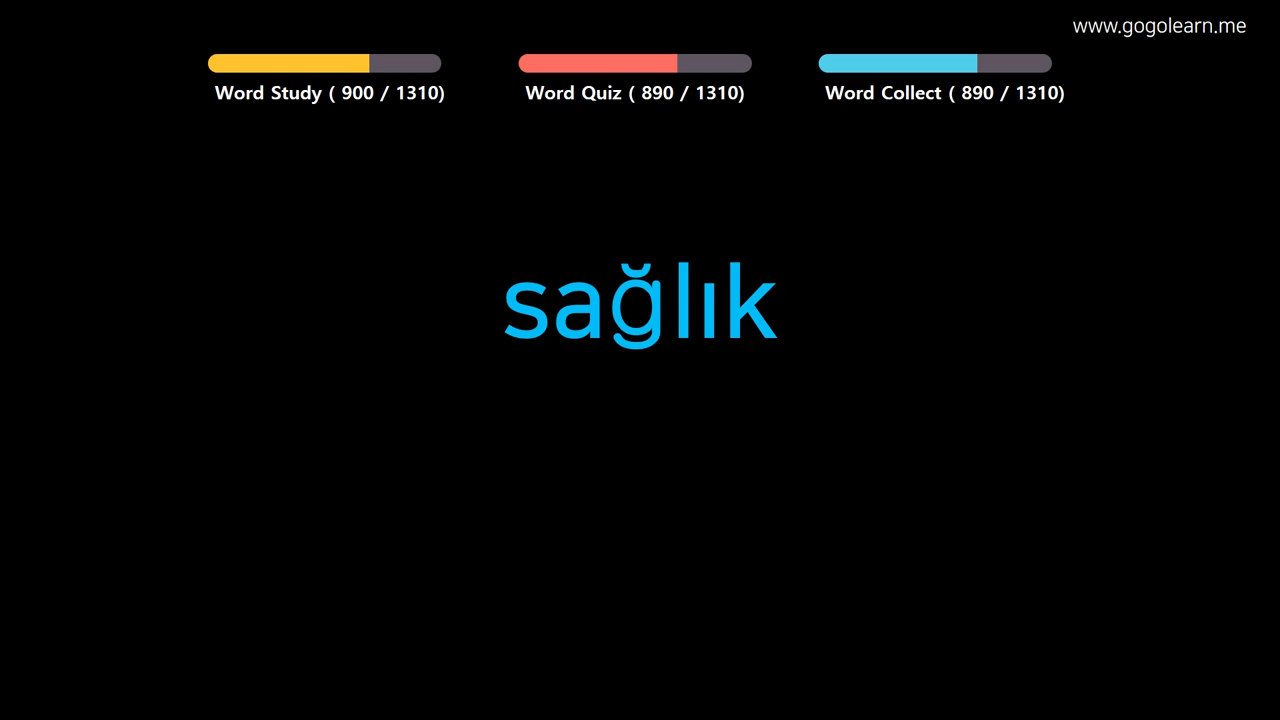 www.gogolearn.me
Word Study ( 900 / 1310)
Word Quiz ( 890 / 1310)
Word Collect ( 890 / 1310)
sağlık